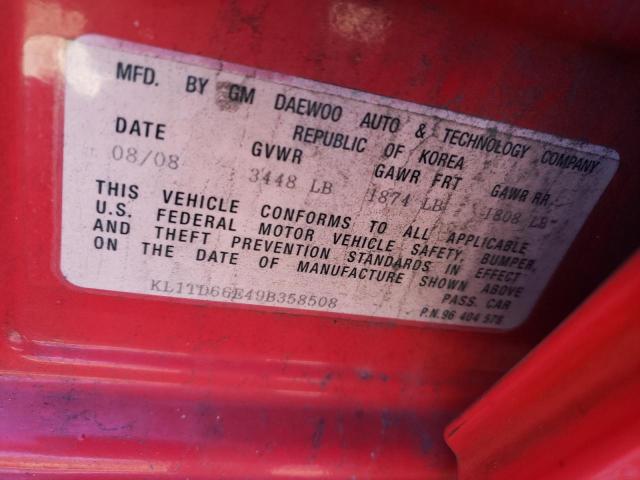 MFD. BY GM DAEWOO AUTO & TECHNOLOGY COMPANY
REPUBLIC OF KOREA
DATE GVWR GAWR FRT GAWR RR
08/08 3448 LB 1874 LB 1808 LB
THIS VEHICLE CONFORMS TO ALL APPLICABLE
U.S. FEDERAL MOTOR VEHICLE SAFETY, BUMPER,
AND THEFT PREVENTION STANDARDS IN EFFECT
ON THE DATE OF MANUFACTURE SHOWN ABOVE
PASS. CAR
KL1TD66E49B358508
P.N. 96 404 578